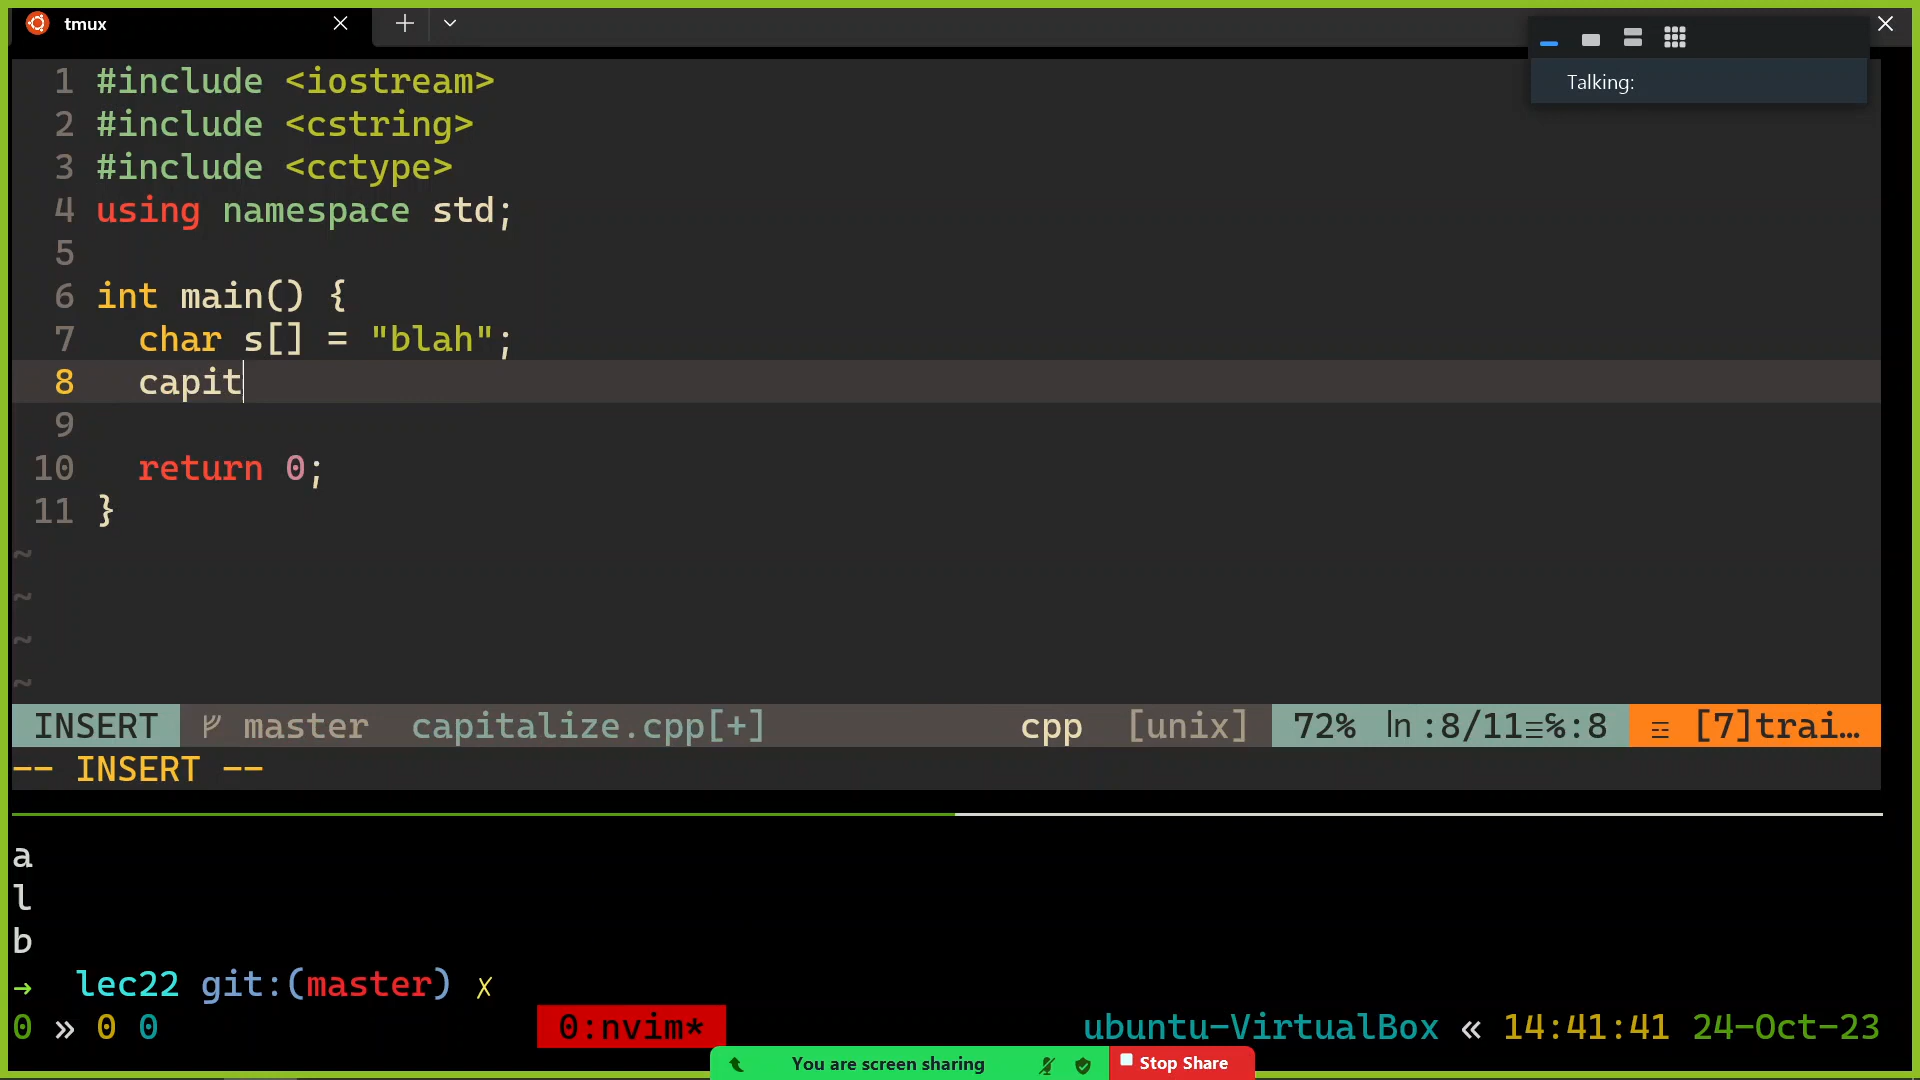 tmux
Talking:
1 #include <iostream>
2 #include <cstring>
3 #include <cctype>
4 using namespace std;
5
6 int main() {
7 char s[] = "blah";
8 capit
9
10 return 0;
11 }
~
~
~
~
INSERT master capitalize.cpp[+] cpp [unix] 72% ln :8/11≡%:8 ☲ [7]trai…
-- INSERT --
a
l
b
→ lec22 git:(master) ✗
0 » 0 0 0:nvim* ubuntu-VirtualBox « 14:41:41 24-Oct-23
You are screen sharing Stop Share